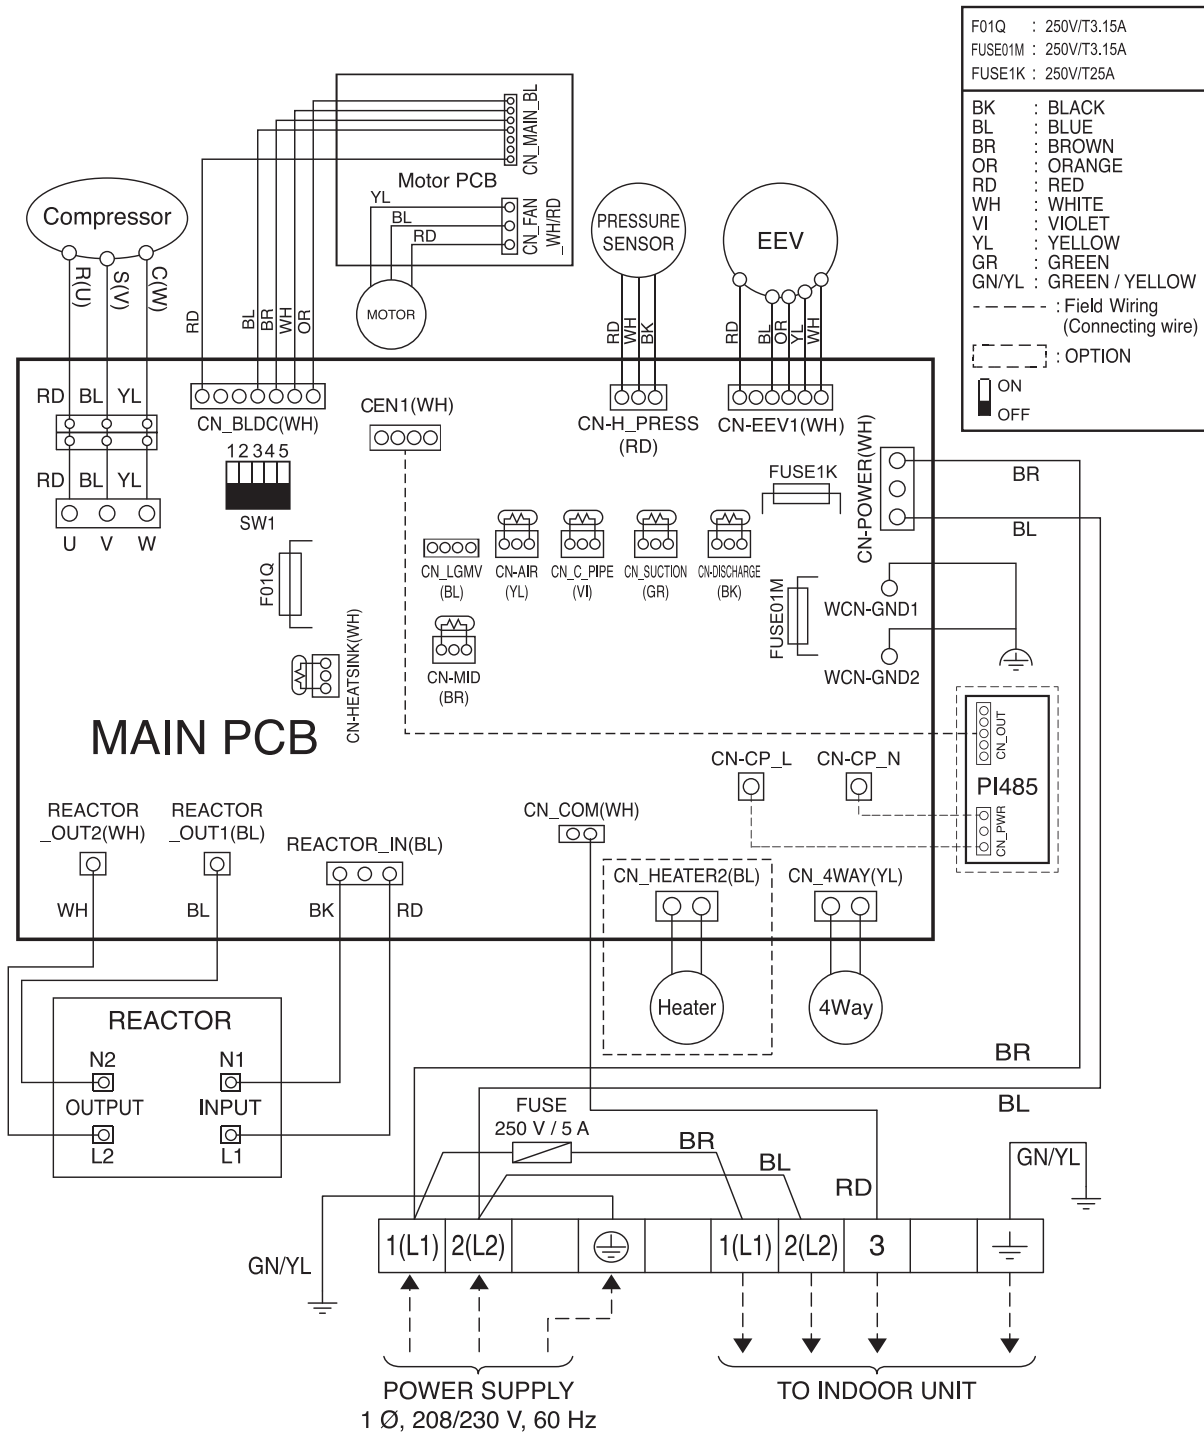 F01Q : 250V/T3.15A
FUSE01M : 250V/T3.15A
FUSE1K : 250V/T25A
BK : BLACK
BL : BLUE
BR : BROWN
OR : ORANGE
RD : RED
WH : WHITE
VI : VIOLET
YL : YELLOW
GR : GREEN
GN/YL : GREEN / YELLOW
: Field Wiring
(Connecting wire)
: OPTION
ON
OFF
CN_MAIN_BL
Motor PCB
YL
BL
RD
CN_FAN
_WH/RD
MOTOR
Compressor
R(U)
S(V)
C(W)
RD
BL
BR
WH
OR
PRESSURE
SENSOR
RD
WH
BK
EEV
RD
BL
OR
YL
WH
RD BL YL
RD BL YL
U V W
CN_BLDC(WH)
12345
SW1
CEN1(WH)
CN-H_PRESS
(RD)
CN-EEV1(WH)
CN-POWER(WH)
BR
BL
FUSE1K
F01Q
CN_LGMV
(BL)
CN-AIR
(YL)
CN_C_PIPE
(VI)
CN_SUCTION
(GR)
CN-DISCHARGE
(BK)
FUSE01M
WCN-GND1
WCN-GND2
CN-MID
(BR)
CN-HEATSINK(WH)
MAIN PCB
CN_OUT
PI485
CN_PWR
CN-CP_L
CN-CP_N
REACTOR
_OUT2(WH)
REACTOR
_OUT1(BL)
REACTOR_IN(BL)
CN_COM(WH)
CN_HEATER2(BL)
CN_4WAY(YL)
WH
BL
BK
RD
Heater
4Way
REACTOR
N2
N1
OUTPUT
INPUT
L2
L1
BR
BL
FUSE
250 V / 5 A
BR
BL
RD
GN/YL
GN/YL
1(L1) 2(L2) 1(L1) 2(L2) 3
POWER SUPPLY
1 Ø, 208/230 V, 60 Hz
TO INDOOR UNIT